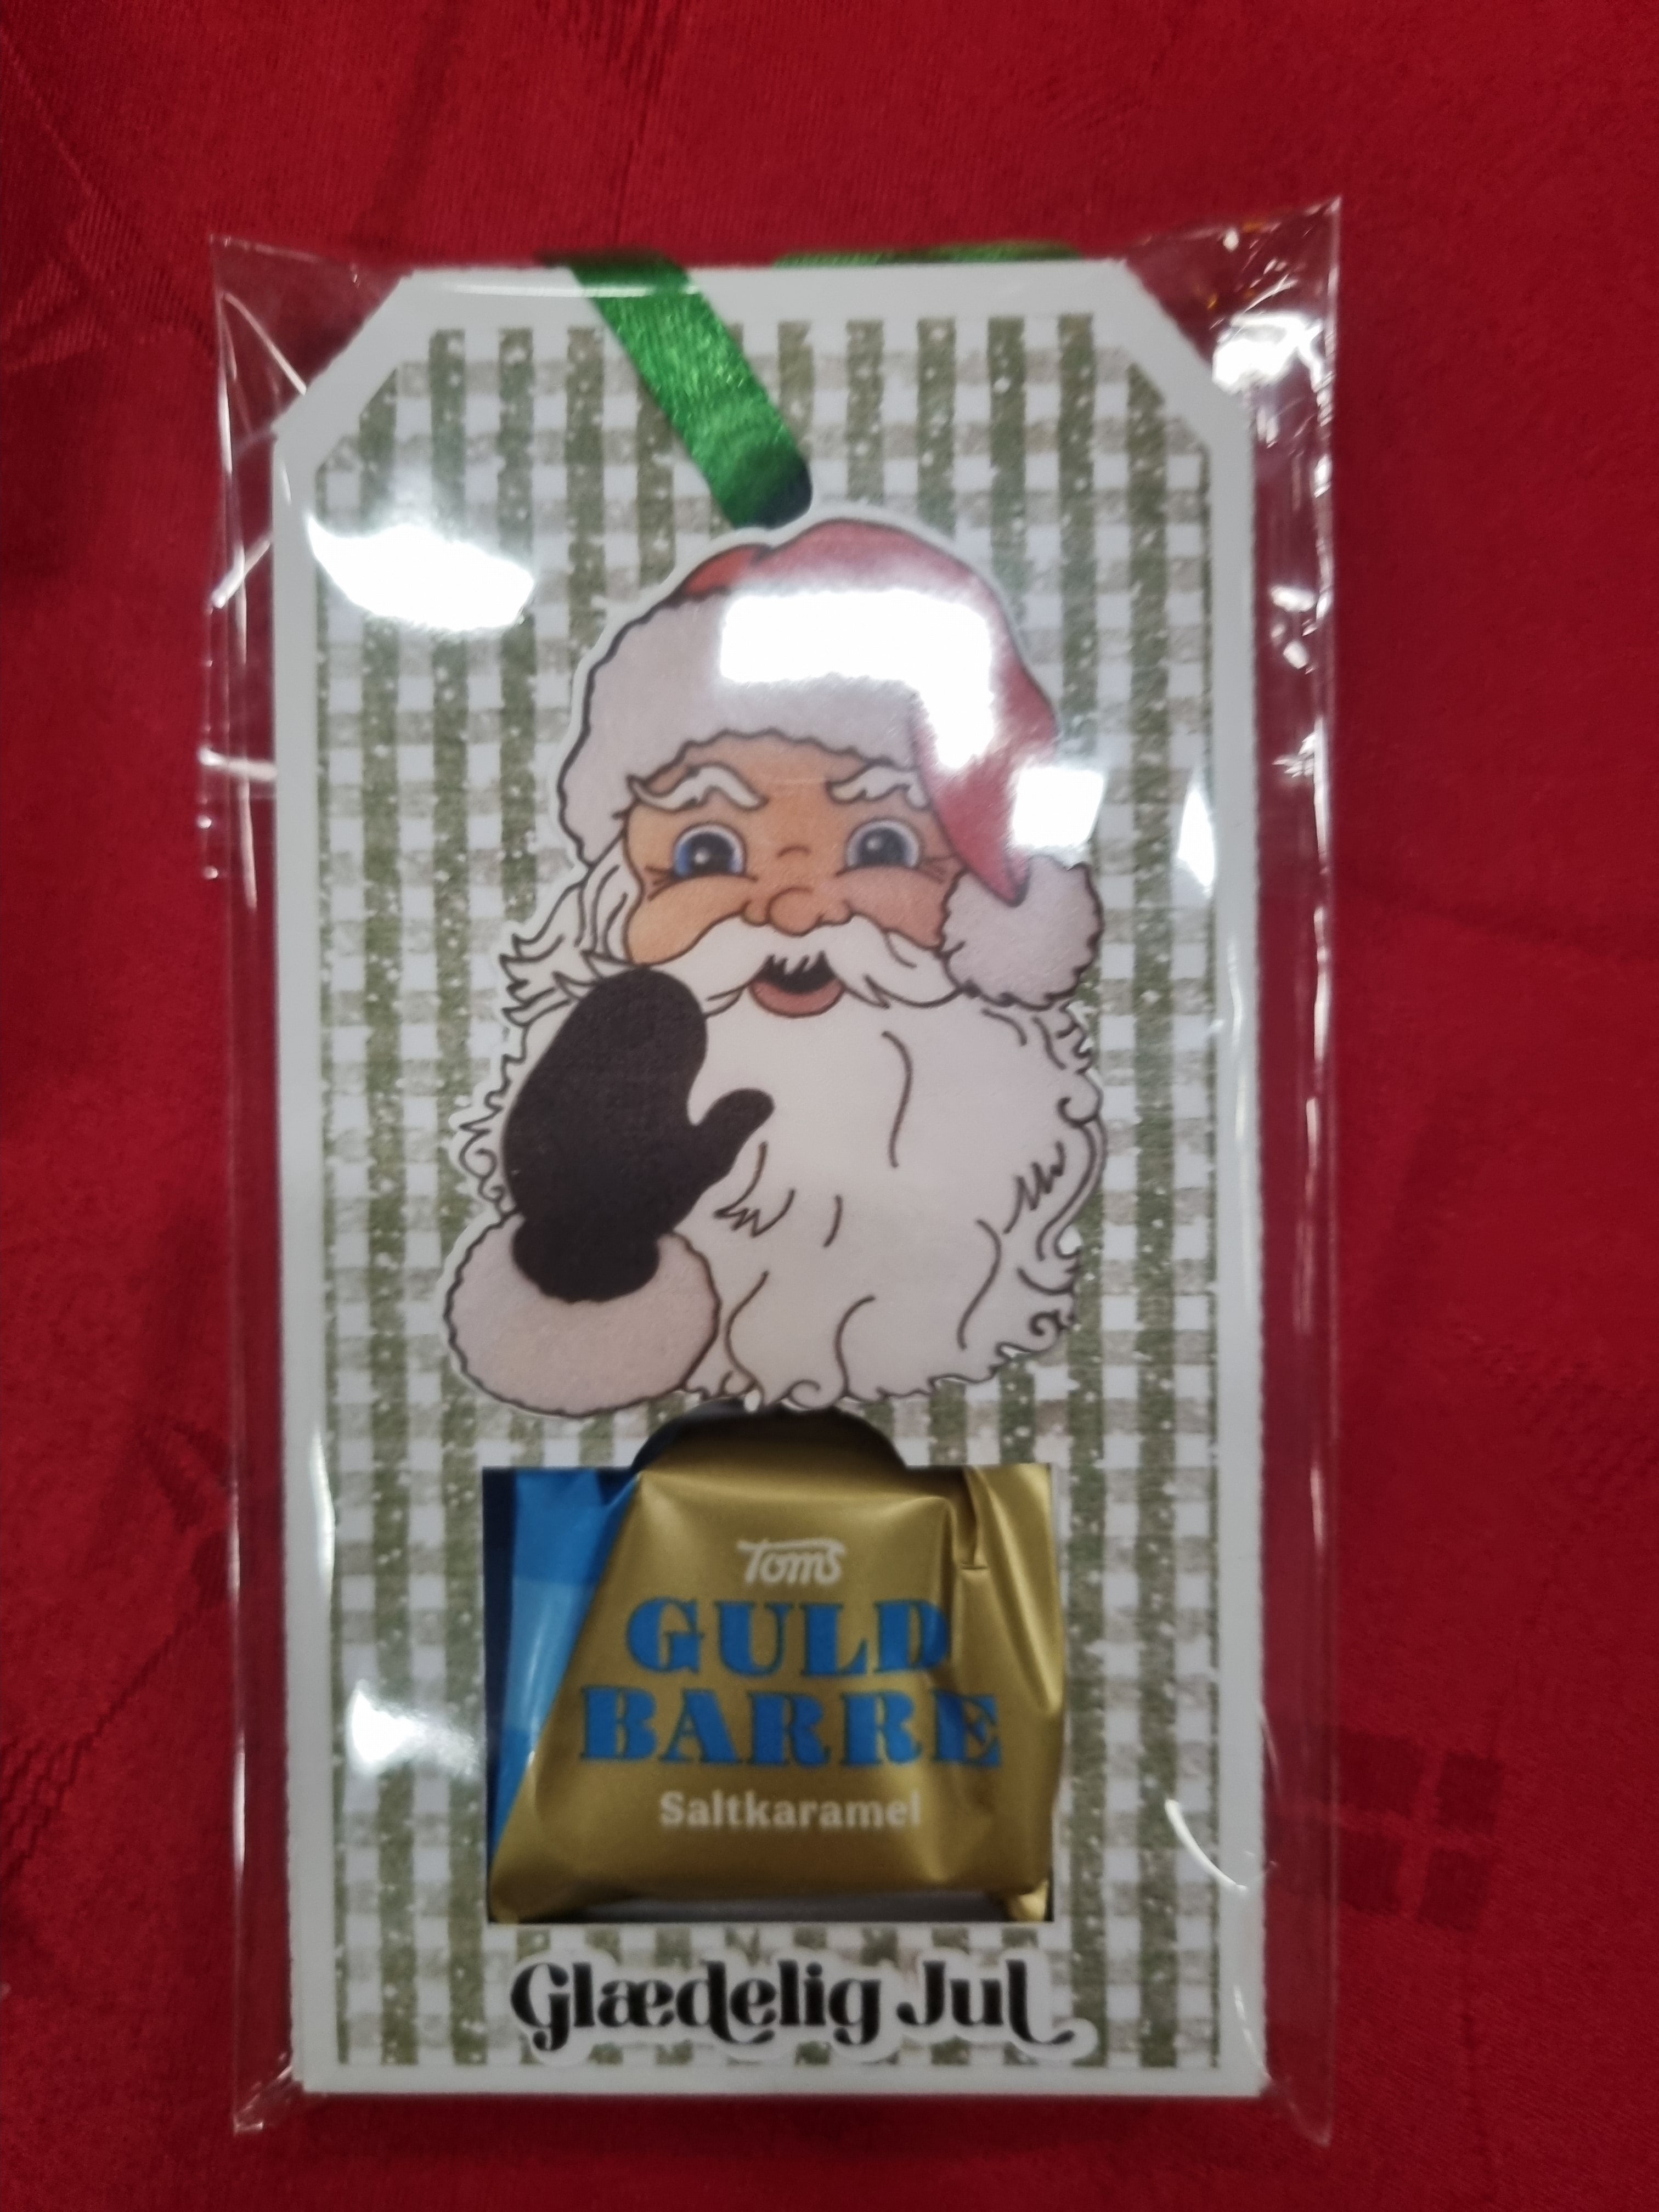 Toms
GULD
BARRE
Saltkaramel
Glædelig Jul